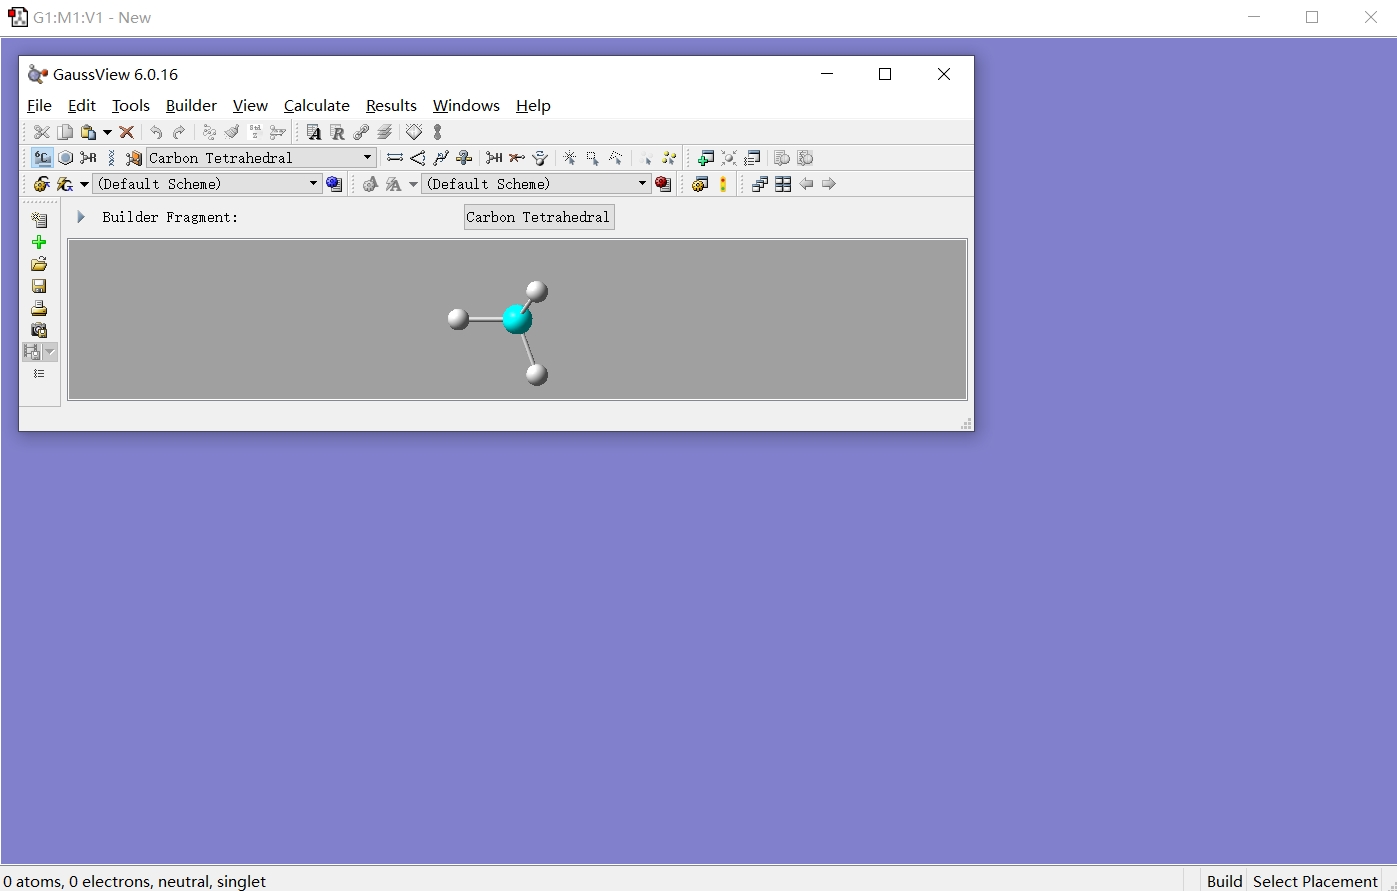 G1:M1:V1 - New
GaussView 6.0.16
File Edit Tools Builder View Calculate Results Windows Help
Carbon Tetrahedral
(Default Scheme) (Default Scheme)
Builder Fragment: Carbon Tetrahedral
0 atoms, 0 electrons, neutral, singlet Build Select Placement